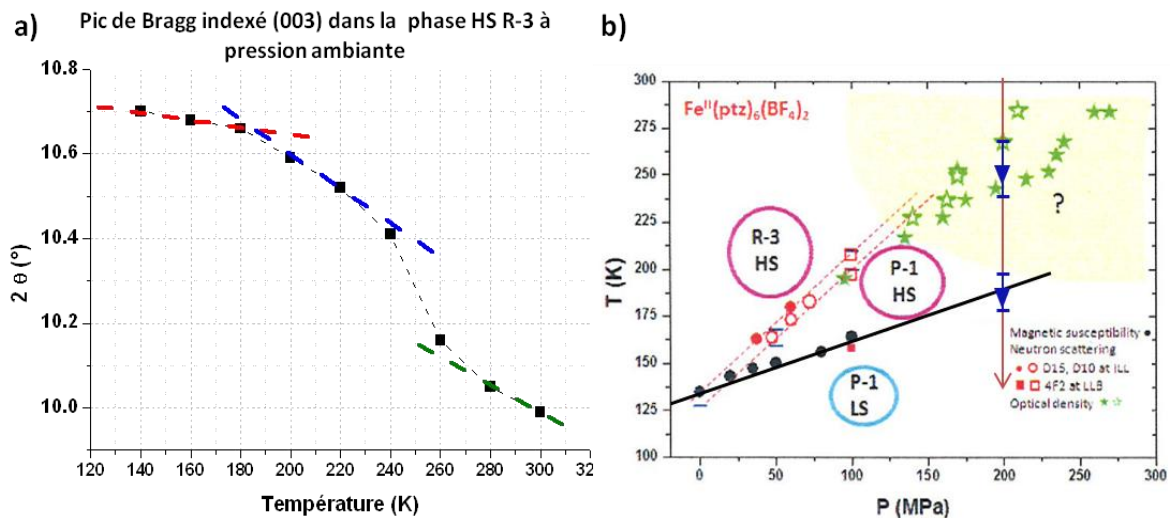 a)
Pic de Bragg indexé (003) dans la phase HS R-3 à
pression ambiante
10.8
10.6
10.4
10.2
10.0
2 θ (°)
120 140 160 180 200 220 240 260 280 300 32
Température (K)
b)
300
275
250
225
200
175
150
125
100
T (K)
Fe^II(ptz)6(BF4)2
?
R-3
HS
P-1
HS
P-1
LS
Magnetic susceptibility
Neutron scattering
D15, D10 at ILL
4F2 at LLB
Optical density
0 50 100 150 200 250 300
P (MPa)